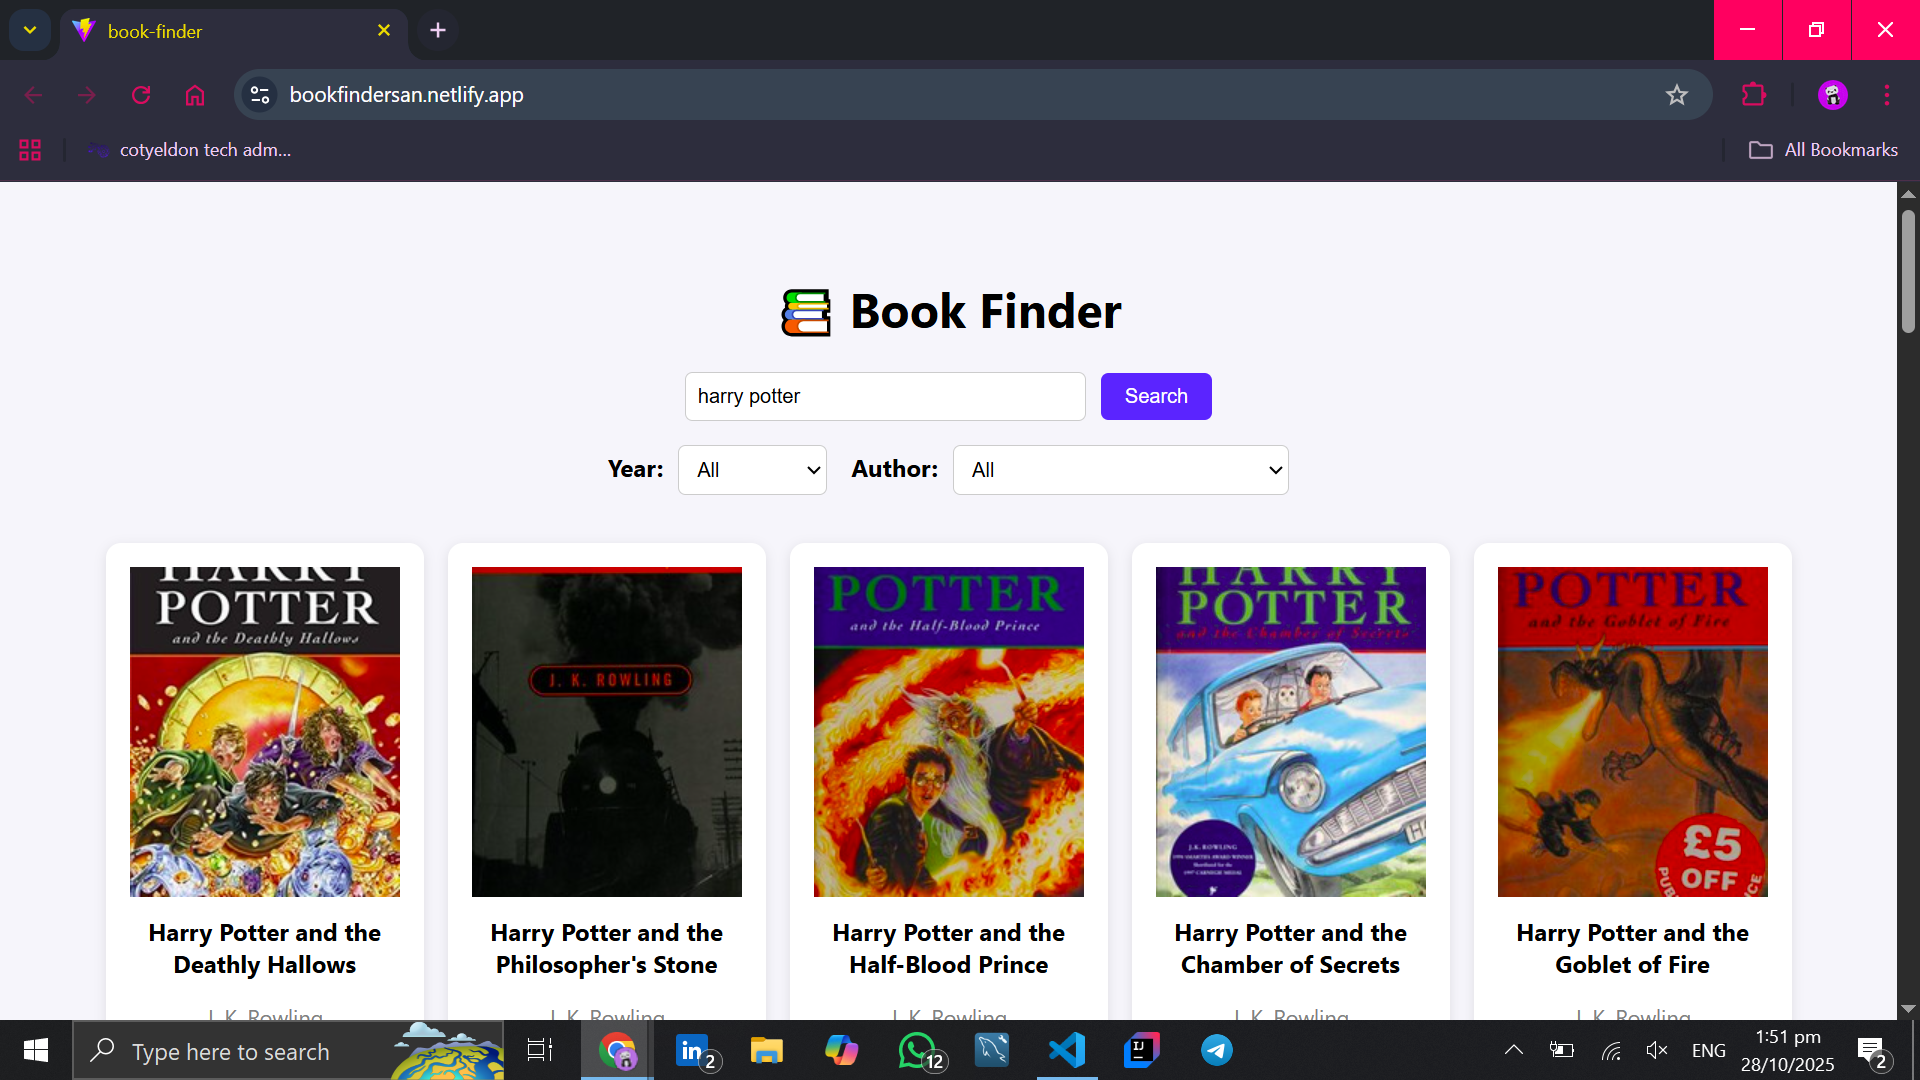 book-finder
bookfindersan.netlify.app
cotyeldon tech adm...
All Bookmarks
📚 Book Finder
harry potter
Search
Year: All Author: All
HARRY
POTTER
and the Deathly Hallows
J. K. ROWLING
POTTER
and the Half-Blood Prince
HARRY
POTTER
and the Chamber of Secrets
J.K. ROWLING
POTTER
and the Goblet of Fire
£5
OFF
Harry Potter and the
Deathly Hallows
Harry Potter and the
Philosopher's Stone
Harry Potter and the
Half-Blood Prince
Harry Potter and the
Chamber of Secrets
Harry Potter and the
Goblet of Fire
J. K. Rowling
J. K. Rowling
J. K. Rowling
J. K. Rowling
J. K. Rowling
Type here to search
in
2
12
IJ
ENG
1:51 pm
28/10/2025
2